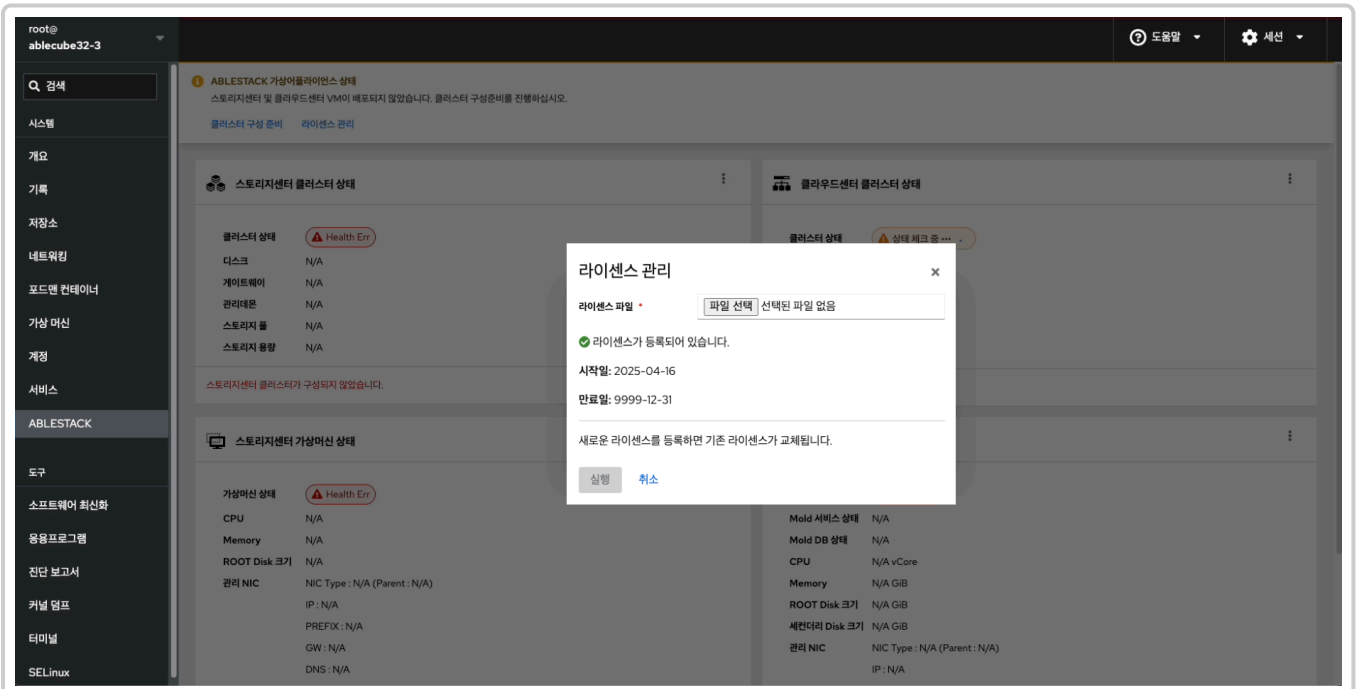 root@
ablecube32-3
도움말
세션
검색
시스템
개요
기록
저장소
네트워킹
포드맨 컨테이너
가상 머신
계정
서비스
ABLESTACK
도구
소프트웨어 최신화
응용프로그램
진단 보고서
커널 덤프
터미널
SELinux
ABLESTACK 가상어플라이언스 상태
스토리지센터 및 클라우드센터 VM이 배포되지 않았습니다. 클러스터 구성준비를 진행하십시오.
클러스터 구성 준비 라이센스 관리
스토리지센터 클러스터 상태
클러스터 상태 Health Err
디스크 N/A
게이트웨이 N/A
관리데몬 N/A
스토리지 풀 N/A
스토리지 용량 N/A
스토리지센터 클러스터가 구성되지 않았습니다.
클라우드센터 클러스터 상태
클러스터 상태 상태 체크 중 ...
라이센스 관리
라이센스 파일 *
파일 선택 선택된 파일 없음
라이센스가 등록되어 있습니다.
시작일: 2025-04-16
만료일: 9999-12-31
새로운 라이센스를 등록하면 기존 라이센스가 교체됩니다.
실행 취소
스토리지센터 가상머신 상태
가상머신 상태 Health Err
CPU N/A
Memory N/A
ROOT Disk 크기 N/A
관리 NIC NIC Type : N/A (Parent : N/A)
IP : N/A
PREFIX : N/A
GW : N/A
DNS : N/A
Mold 서비스 상태 N/A
Mold DB 상태 N/A
CPU N/A vCore
Memory N/A GiB
ROOT Disk 크기 N/A GiB
세컨더리 Disk 크기 N/A GiB
관리 NIC NIC Type : N/A (Parent : N/A)
IP : N/A